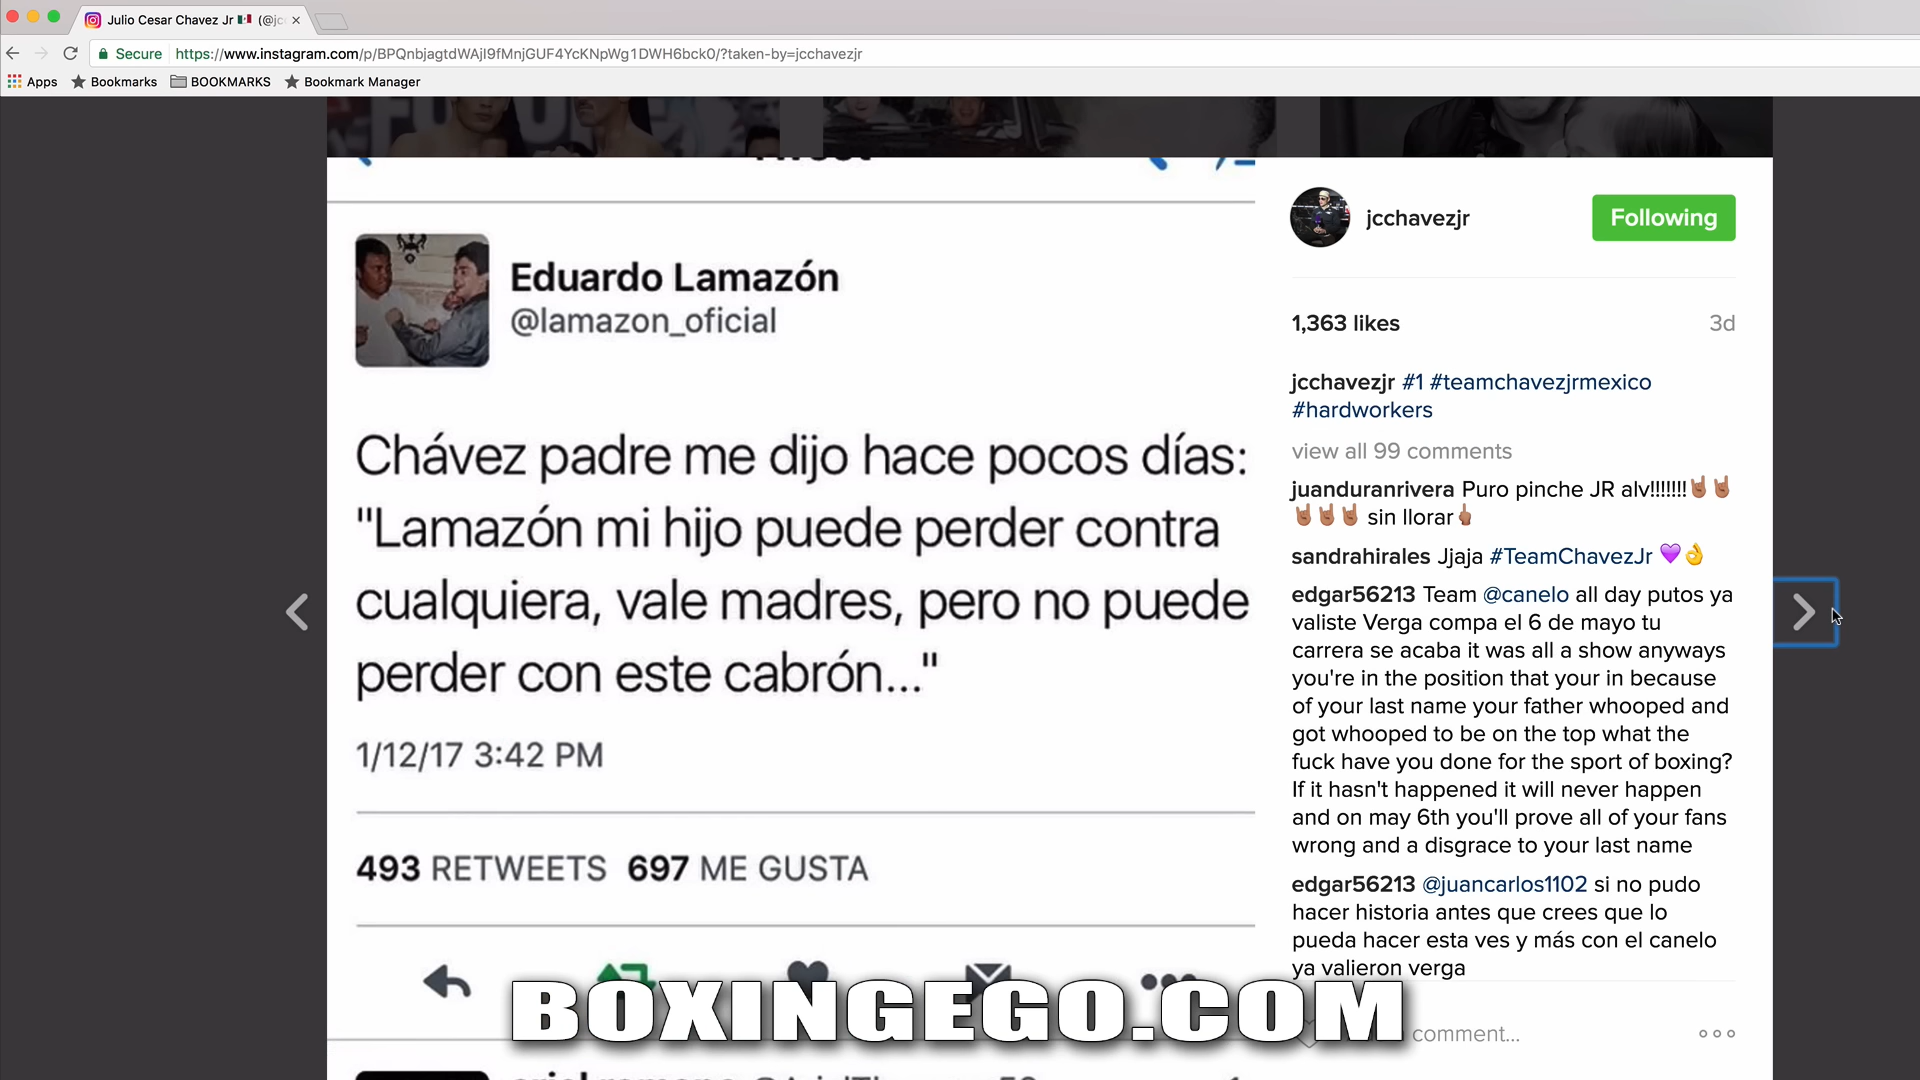 Julio Cesar Chavez Jr 🇲🇽 (@jc
Secure https://www.instagram.com/p/BPQnbjagtdWAjI9fMnjGUF4YcKNpWg1DWH6bck0/?taken-by=jcchavezjr
Apps Bookmarks BOOKMARKS Bookmark Manager
Tweet
Eduardo Lamazón
@lamazon_oficial
Chávez padre me dijo hace pocos días:
"Lamazón mi hijo puede perder contra
cualquiera, vale madres, pero no puede
perder con este cabrón..."
1/12/17 3:42 PM
493 RETWEETS 697 ME GUSTA
jcchavezjr Following
1,363 likes 3d
jcchavezjr #1 #teamchavezjrmexico
#hardworkers
view all 99 comments
juanduranrivera Puro pinche JR alv!!!!!!!🤘🏽🤘🏽
🤘🏽🤘🏽🤘🏽 sin llorar🖕🏽
sandrahirales Jjaja #TeamChavezJr 💜👌
edgar56213 Team @canelo all day putos ya
valiste Verga compa el 6 de mayo tu
carrera se acaba it was all a show anyways
you're in the position that your in because
of your last name your father whooped and
got whooped to be on the top what the
fuck have you done for the sport of boxing?
If it hasn't happened it will never happen
and on may 6th you'll prove all of your fans
wrong and a disgrace to your last name
edgar56213 @juancarlos1102 si no pudo
hacer historia antes que crees que lo
pueda hacer esta ves y más con el canelo
ya valieron verga
comment...
BOXINGEGO.COM